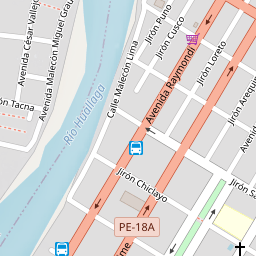 Avenida César Vallejo
Avenida Malecón Miguel Grau
Tacna
Río Huallaga
Calle Malecón Lima
Jirón Puno
Jirón Cusco
Avenida Raymondi
Jirón Loreto
Jirón
Jirón Chiclayo
Jirón
PE-18A